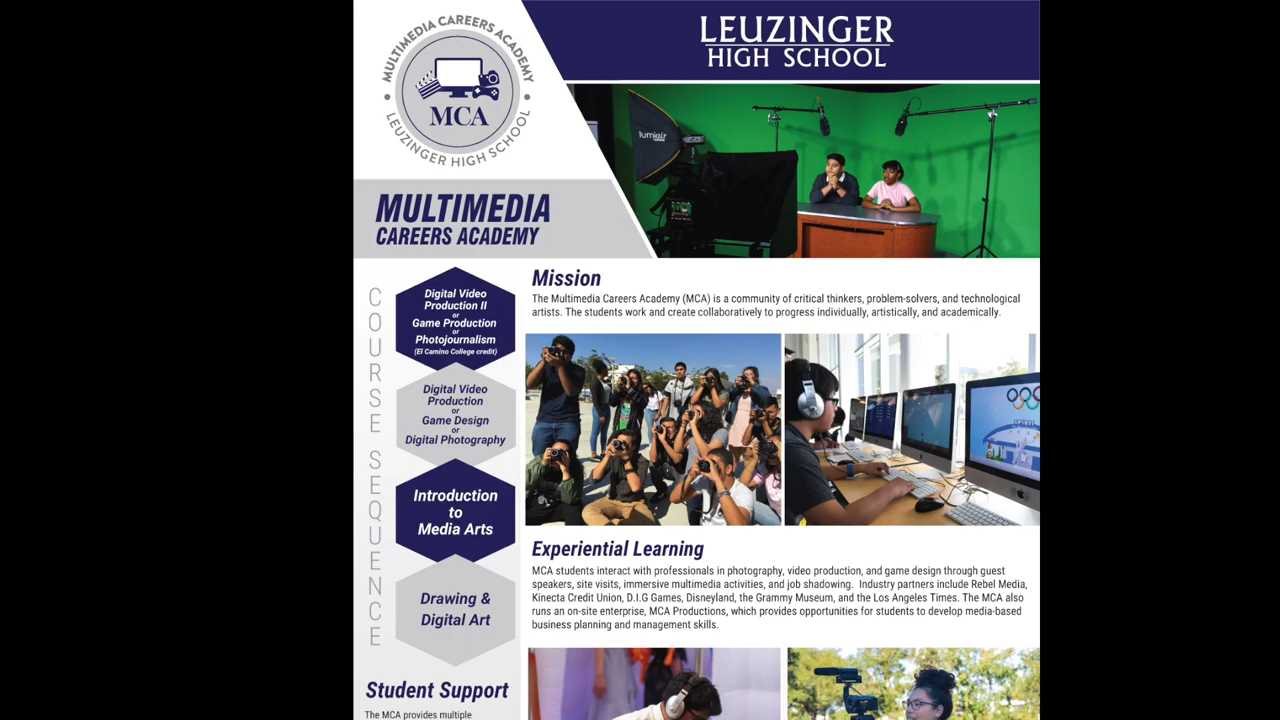 MULTIMEDIA CAREERS ACADEMY
MCA
LEUZINGER HIGH SCHOOL
LEUZINGER
HIGH SCHOOL
lumiair
MULTIMEDIA
CAREERS ACADEMY
COURSE SEQUENCE
Digital Video
Production II
or
Game Production
or
Photojournalism
(El Camino College credit)
Digital Video
Production
or
Game Design
or
Digital Photography
Introduction
to
Media Arts
Drawing &
Digital Art
Student Support
The MCA provides multiple
Mission
The Multimedia Careers Academy (MCA) is a community of critical thinkers, problem-solvers, and technological
artists. The students work and create collaboratively to progress individually, artistically, and academically.
Experiential Learning
MCA students interact with professionals in photography, video production, and game design through guest
speakers, site visits, immersive multimedia activities, and job shadowing. Industry partners include Rebel Media,
Kinecta Credit Union, D.I.G Games, Disneyland, the Grammy Museum, and the Los Angeles Times. The MCA also
runs an on-site enterprise, MCA Productions, which provides opportunities for students to develop media-based
business planning and management skills.